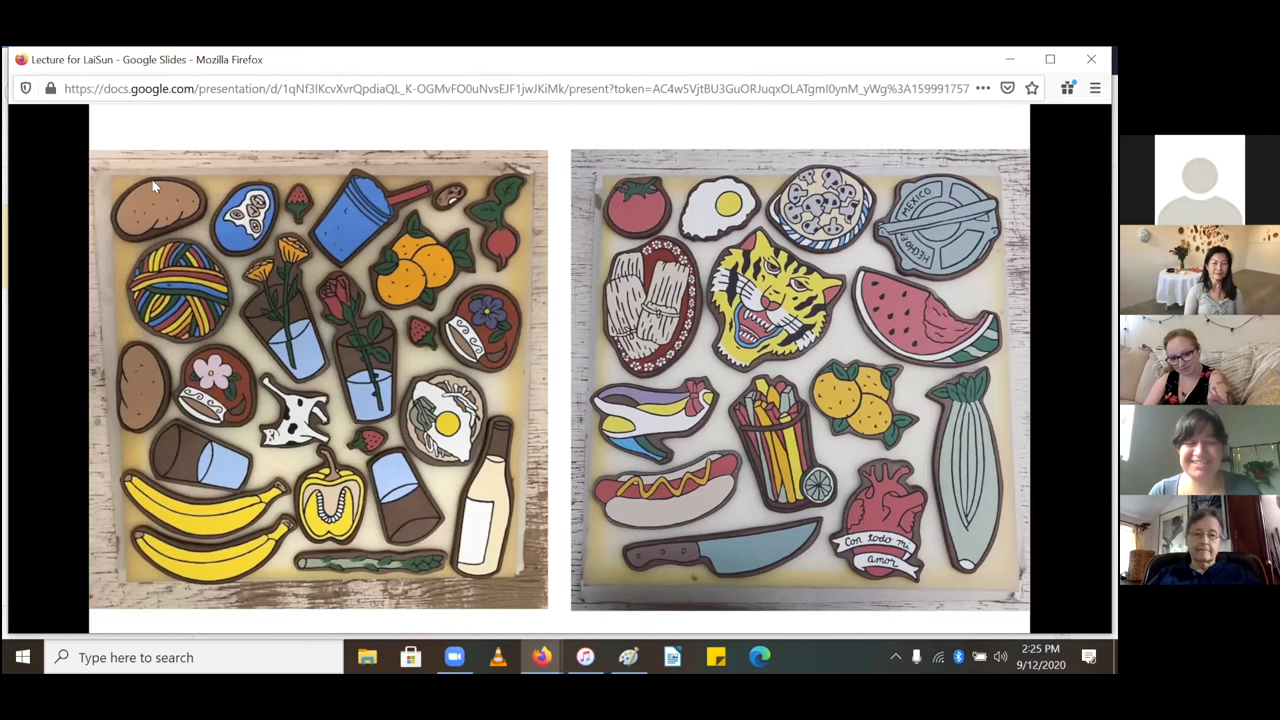 Lecture for LaiSun - Google Slides - Mozilla Firefox
https://docs.google.com/presentation/d/1qNf3lKcvXvrQpdiaQL_K-OGMvFO0uNvsEJF1jwJKiMk/present?token=AC4w5VjtBU3GuORJuqxOLATgmI0ynM_yWg%3A159991757
MEXICO
HECHO EN
Con todo mi
amor
Type here to search
2:25 PM
9/12/2020